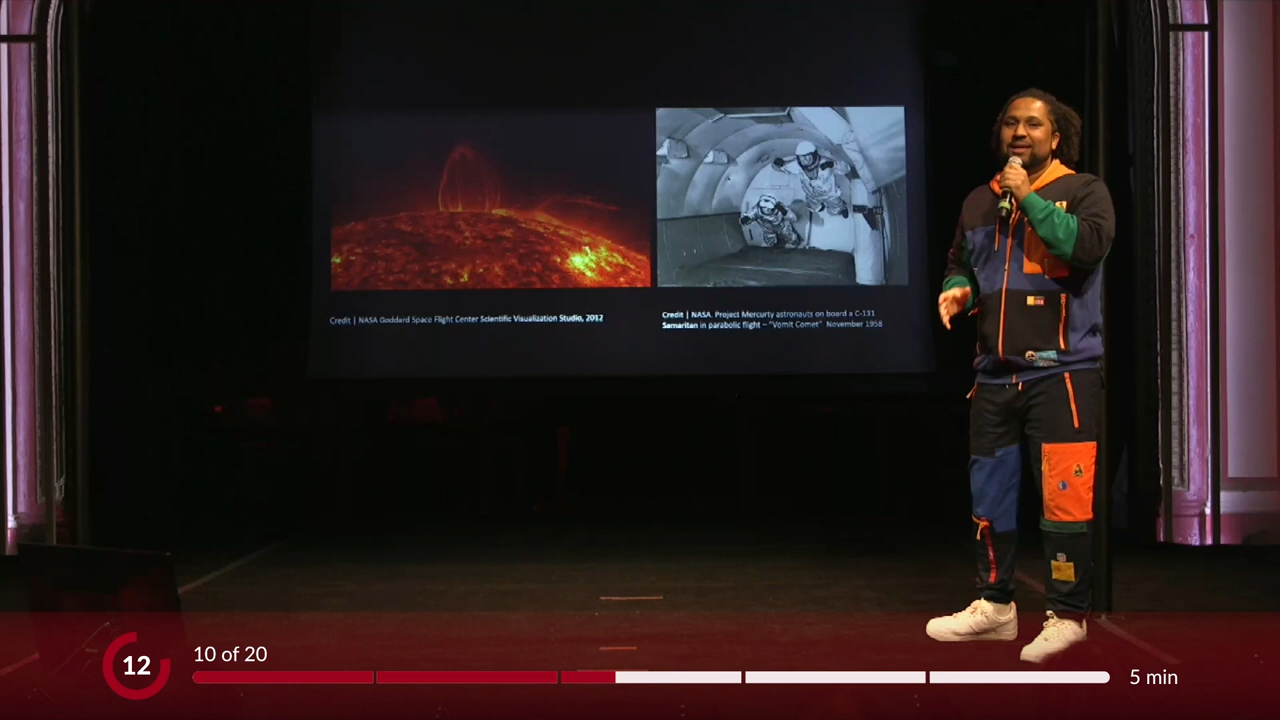 Credit | NASA Goddard Space Flight Center Scientific Visualization Studio, 2012
Credit | NASA. Project Mercurty astronauts on board a C-131
Samaritan in parabolic flight – "Vomit Comet" November 1958
12
10 of 20
5 min